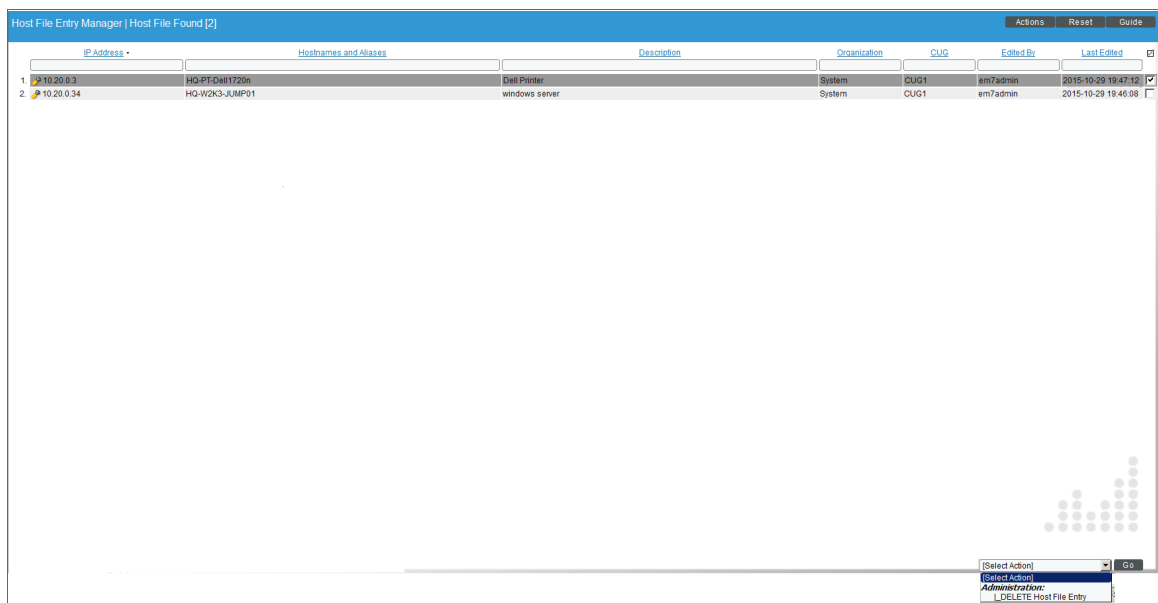 Host File Entry Manager | Host File Found [2] Actions Reset Guide
IP Address Hostnames and Aliases Description Organization CUG Edited By Last Edited
1. 10.20.0.3 HQ-PT-Dell1720n Dell Printer System CUG1 em7admin 2015-10-29 19:47:12
2. 10.20.0.34 HQ-W2K3-JUMP01 windows server System CUG1 em7admin 2015-10-29 19:46:08
[Select Action] Go
[Select Action]
Administration:
|_DELETE Host File Entry